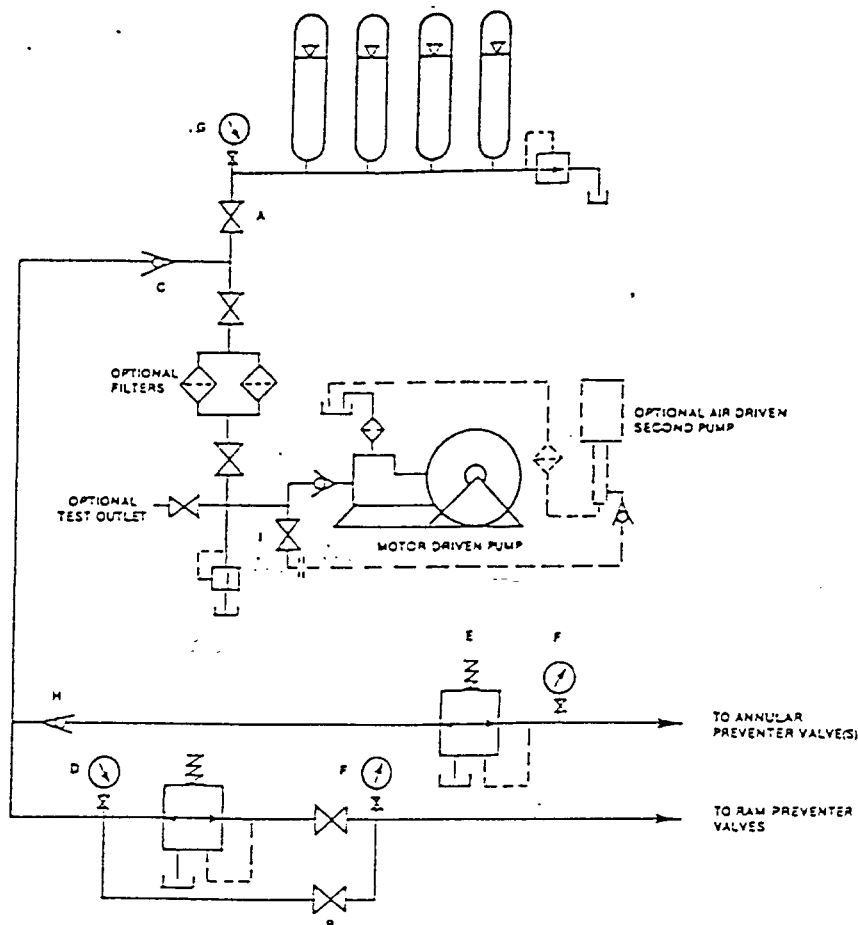 G
A
C
OPTIONAL
FILTERS
OPTIONAL AIR DRIVEN
SECOND PUMP
OPTIONAL
TEST OUTLET
I
MOTOR DRIVEN PUMP
E
F
H
TO ANNULAR
PREVENTER VALVE(S)
D
F
TO RAM PREVENTER
VALVES